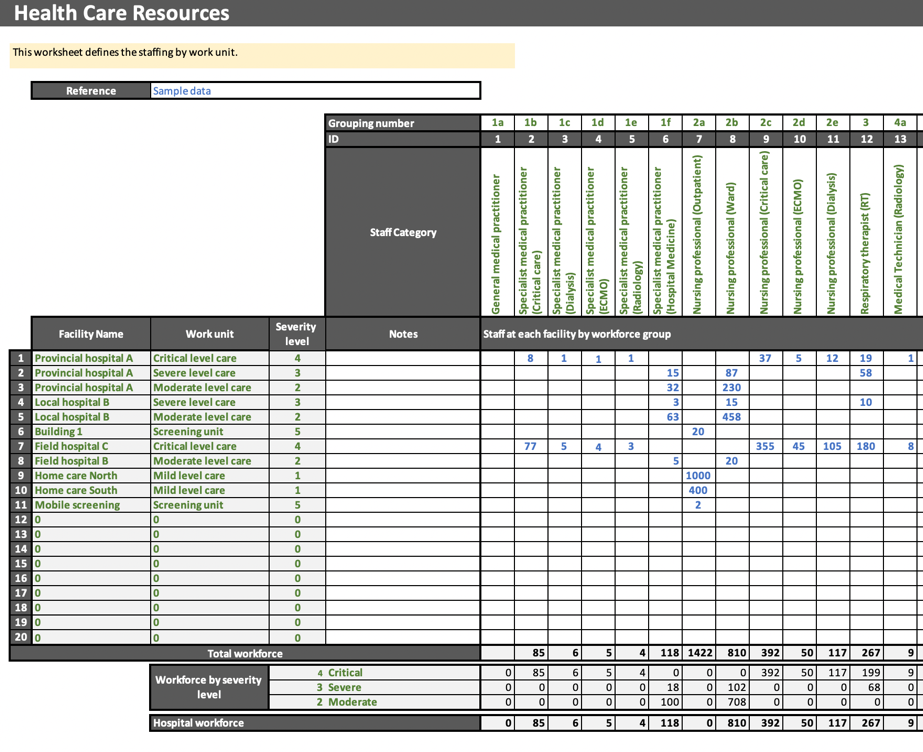 Health Care Resources
This worksheet defines the staffing by work unit.
Reference Sample data
Grouping number 1a 1b 1c 1d 1e 1f 2a 2b 2c 2d 2e 3 4a
ID 1 2 3 4 5 6 7 8 9 10 11 12 13
Staff Category
General medical practitioner
Specialist medical practitioner
(Critical care)
Specialist medical practitioner
(Dialysis)
Specialist medical practitioner
(ECMO)
Specialist medical practitioner
(Radiology)
Specialist medical practitioner
(Hospital Medicine)
Nursing professional (Outpatient)
Nursing professional (Ward)
Nursing professional (Critical care)
Nursing professional (ECMO)
Nursing professional (Dialysis)
Respiratory therapist (RT)
Medical Technician (Radiology)
Facility Name Work unit Severity level Notes Staff at each facility by workforce group
1 Provincial hospital A Critical level care 4 8 1 1 1 37 5 12 19 1
2 Provincial hospital A Severe level care 3 15 87 58
3 Provincial hospital A Moderate level care 2 32 230
4 Local hospital B Severe level care 3 3 15 10
5 Local hospital B Moderate level care 2 63 458
6 Building 1 Screening unit 5 20
7 Field hospital C Critical level care 4 77 5 4 3 355 45 105 180 8
8 Field hospital B Moderate level care 2 5 20
9 Home care North Mild level care 1 1000
10 Home care South Mild level care 1 400
11 Mobile screening Screening unit 5 2
12 0 0 0
13 0 0 0
14 0 0 0
15 0 0 0
16 0 0 0
17 0 0 0
18 0 0 0
19 0 0 0
20 0 0 0
Total workforce 85 6 5 4 118 1422 810 392 50 117 267 9
Workforce by severity level
4 Critical 0 85 6 5 4 0 0 0 392 50 117 199 9
3 Severe 0 0 0 0 0 18 0 102 0 0 0 68 0
2 Moderate 0 0 0 0 0 100 0 708 0 0 0 0 0
Hospital workforce 0 85 6 5 4 118 0 810 392 50 117 267 9